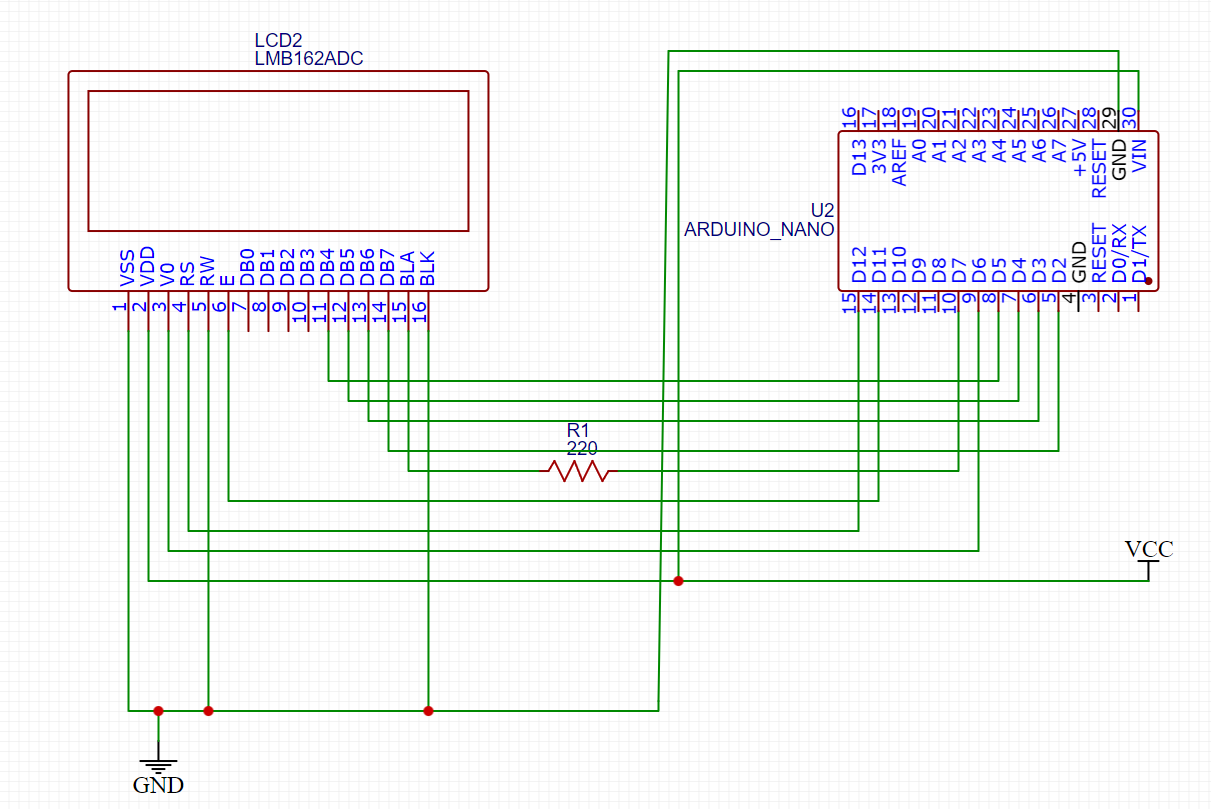 LCD2
LMB162ADC
VSS
VDD
V0
RS
RW
E
DB0
DB1
DB2
DB3
DB4
DB5
DB6
DB7
BLA
BLK
1
2
3
4
5
6
7
8
9
10
11
12
13
14
15
16
16
17
18
19
20
21
22
23
24
25
26
27
28
29
30
D13
3V3
AREF
A0
A1
A2
A3
A4
A5
A6
A7
+5V
RESET
GND
VIN
U2
ARDUINO_NANO
D12
D11
D10
D9
D8
D7
D6
D5
D4
D3
D2
GND
RESET
D0/RX
D1/TX
15
14
13
12
11
10
9
8
7
6
5
4
3
2
1
R1
220
VCC
GND